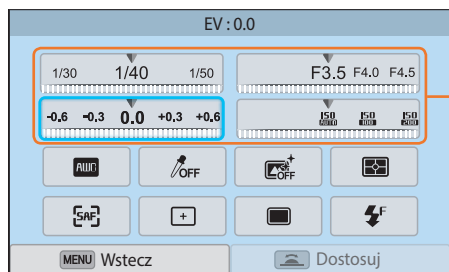 EV : 0.0
1/30 1/40 1/50 F3.5 F4.0 F4.5
-0.6 -0,3 0.0 +0,3 +0.6 ISO AUTO ISO 100 ISO 200
AWB OFF OFF
SAF F
MENU Wstecz Dostosuj